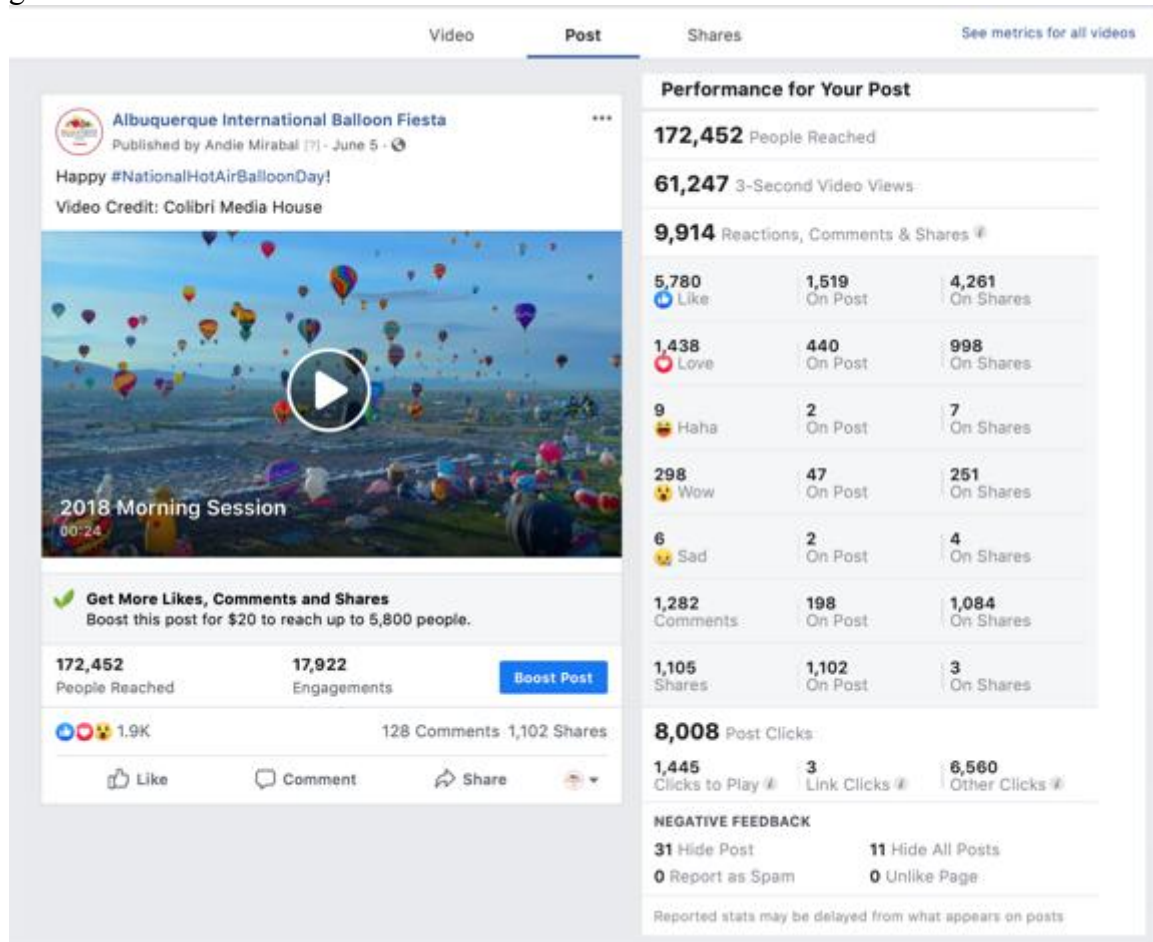 Video Post Shares See metrics for all videos
Albuquerque International Balloon Fiesta
Published by Andie Mirabal [?] · June 5 ·
Happy #NationalHotAirBalloonDay!
Video Credit: Colibri Media House
2018 Morning Session
00:24
Get More Likes, Comments and Shares
Boost this post for $20 to reach up to 5,800 people.
172,452 17,922
People Reached Engagements Boost Post
1.9K 128 Comments 1,102 Shares
Like Comment Share
Performance for Your Post
172,452 People Reached
61,247 3-Second Video Views
9,914 Reactions, Comments & Shares
5,780 1,519 4,261
Like On Post On Shares
1,438 440 998
Love On Post On Shares
9 2 7
Haha On Post On Shares
298 47 251
Wow On Post On Shares
6 2 4
Sad On Post On Shares
1,282 198 1,084
Comments On Post On Shares
1,105 1,102 3
Shares On Post On Shares
8,008 Post Clicks
1,445 3 6,560
Clicks to Play Link Clicks Other Clicks
NEGATIVE FEEDBACK
31 Hide Post 11 Hide All Posts
0 Report as Spam 0 Unlike Page
Reported stats may be delayed from what appears on posts